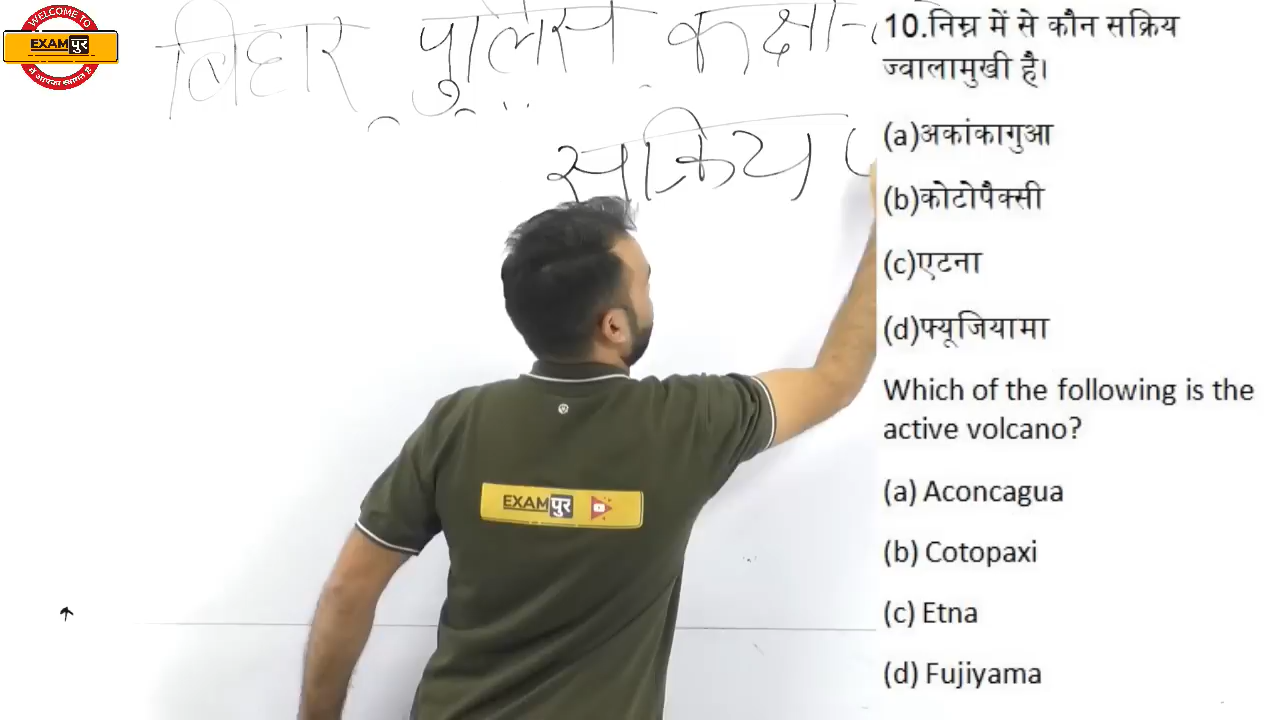 WELCOME TO
EXAMपुर
बिहार पुलिस कक्षा-
सक्रिय
10.निम्न में से कौन सक्रिय
ज्वालामुखी है।
(a)अकांकागुआ
(b)कोटोपैक्सी
(c)एटना
(d)फ्यूजियामा
Which of the following is the
active volcano?
(a) Aconcagua
(b) Cotopaxi
(c) Etna
(d) Fujiyama
EXAMपुर